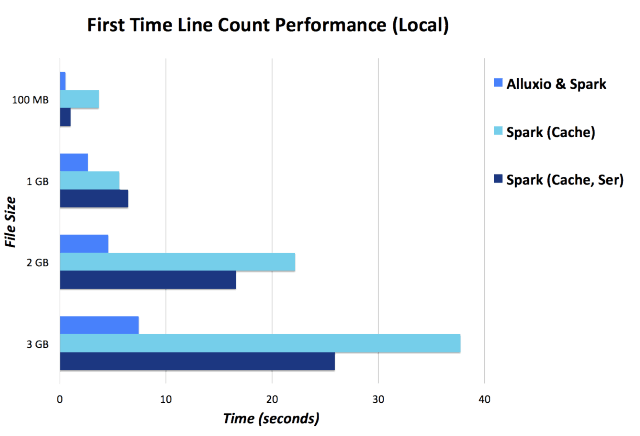 First Time Line Count Performance (Local)
Alluxio & Spark
Spark (Cache)
Spark (Cache, Ser)
File Size
100 MB
1 GB
2 GB
3 GB
0 10 20 30 40
Time (seconds)